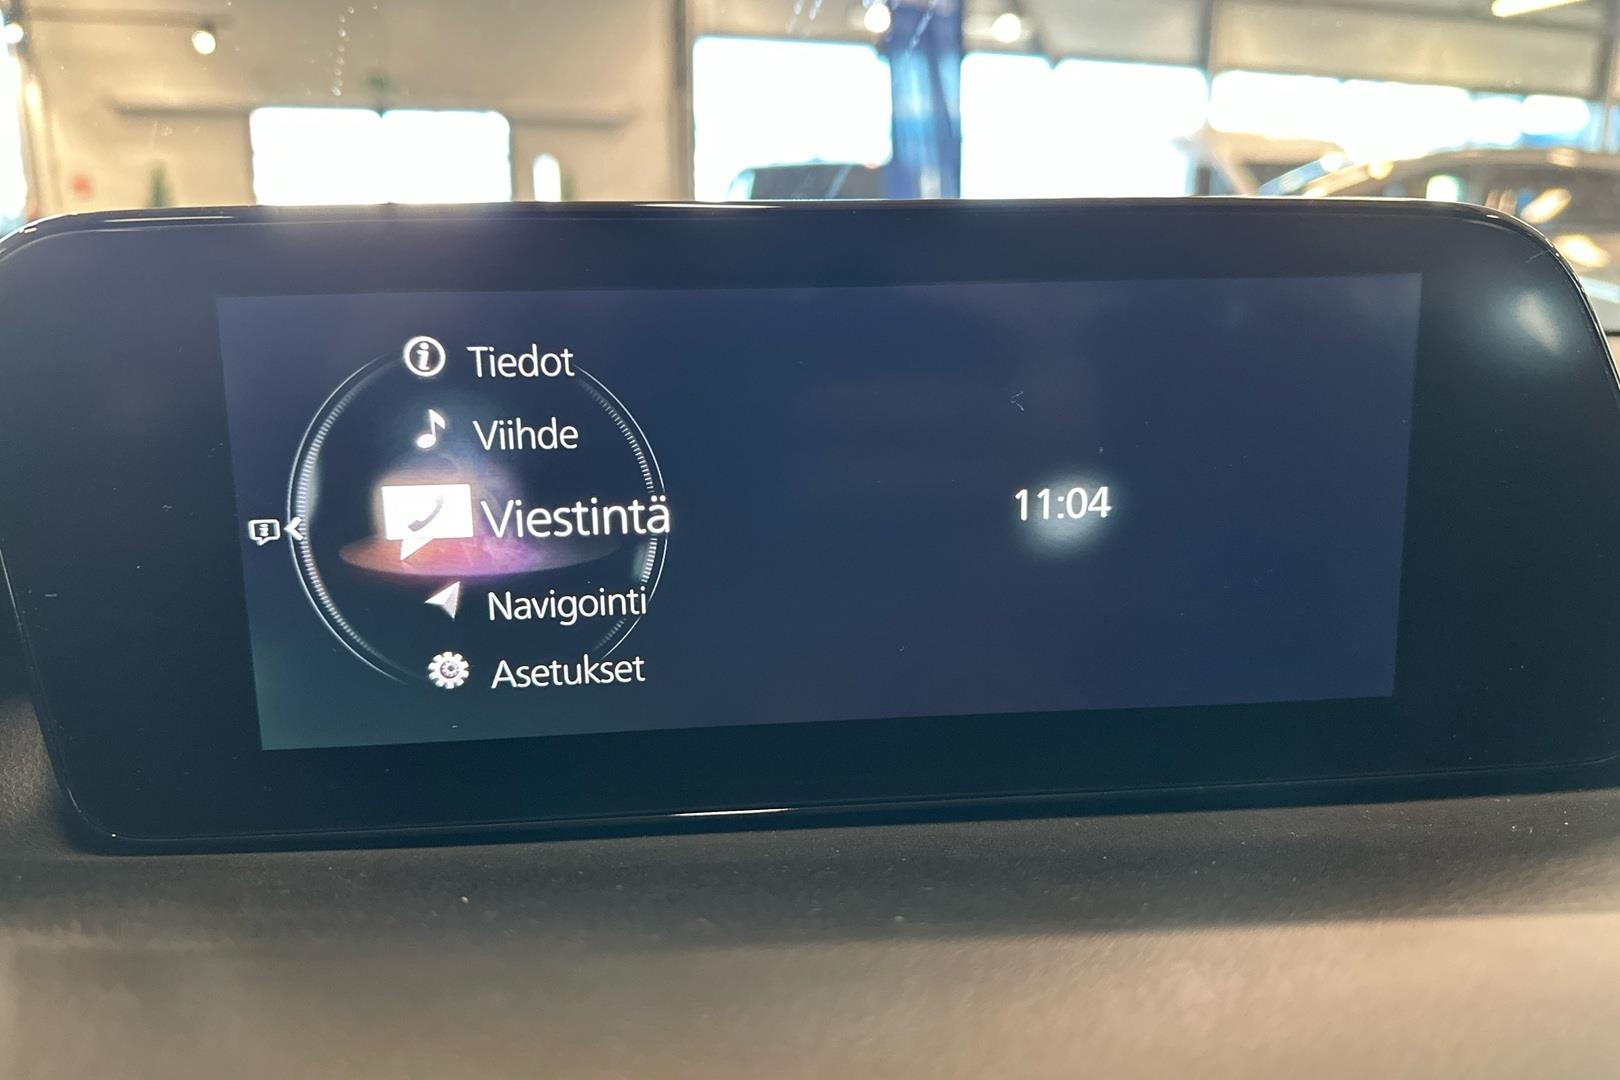 Tiedot
Viihde
Viestintä
Navigointi
Asetukset
11:04